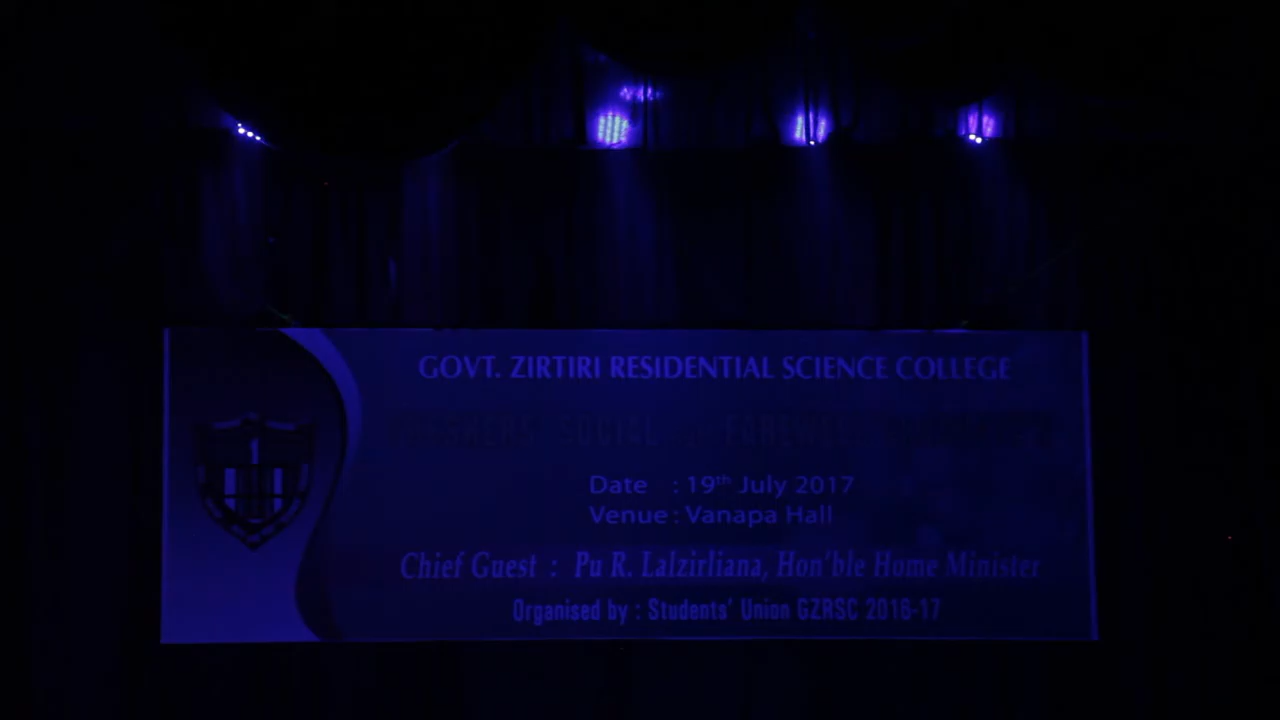 GOVT. ZIRTIRI RESIDENTIAL SCIENCE COLLEGE
SOCIAL
Date : 19th July 2017
Venue : Vanapa Hall
Chief Guest : Pu R. Lalzirliana, Hon'ble Home Minister
Organised by : Students' Union GZRSC 2016-17